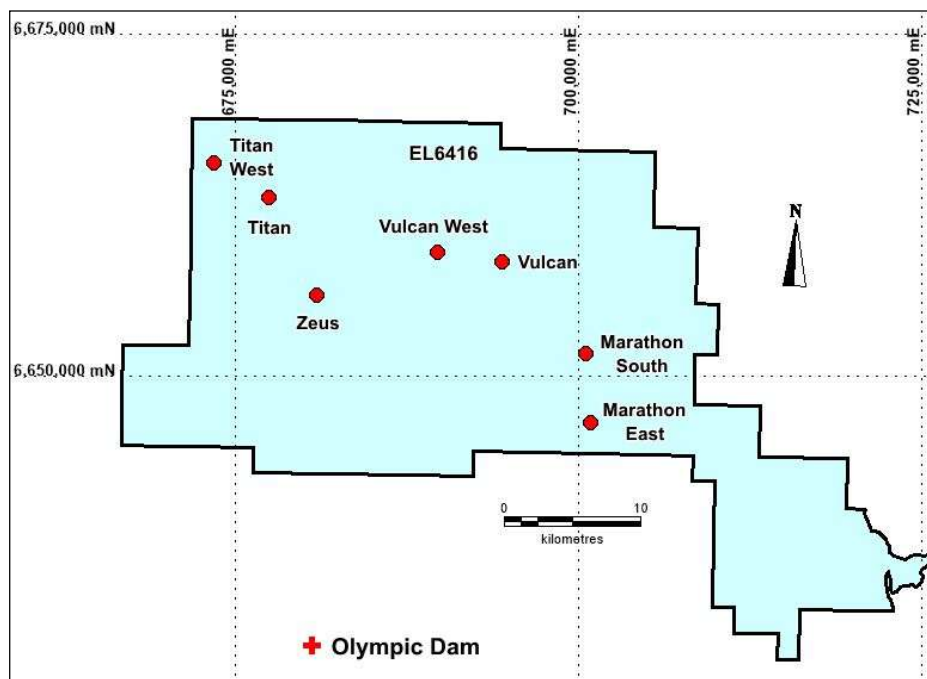 6,675,000 mN
675,000 mE
700,000 mE
725,000 mE
Titan
West
EL6416
N
Titan
Vulcan West
Vulcan
Zeus
Marathon
South
6,650,000 mN
Marathon
East
0 10
kilometres
Olympic Dam